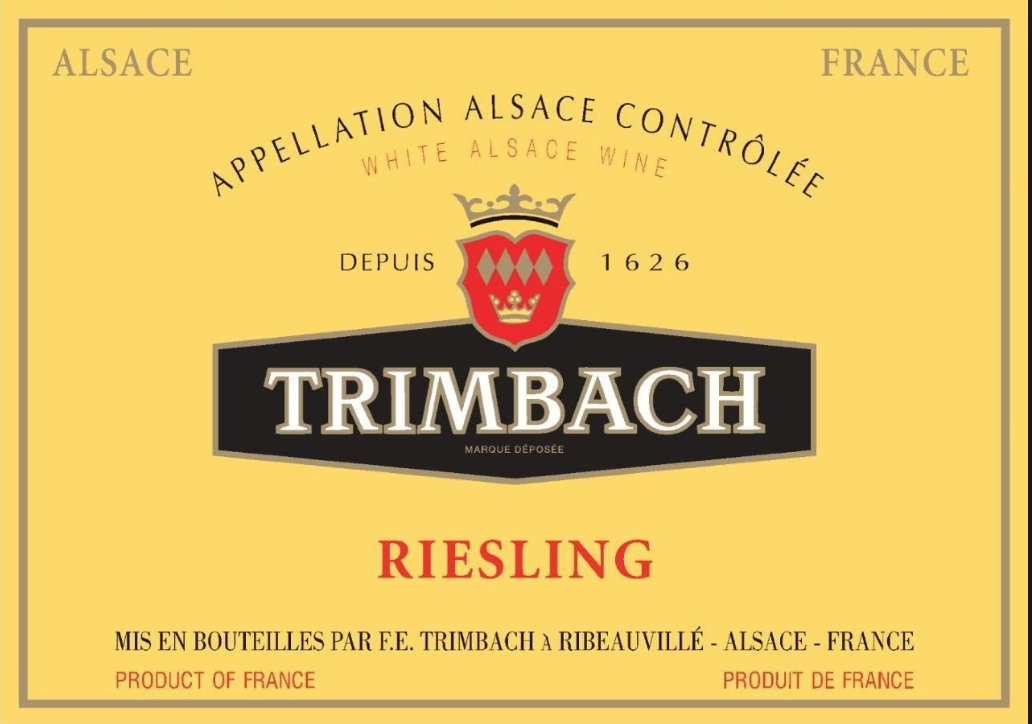 ALSACE
FRANCE
APPELLATION ALSACE CONTRÔLÉE
WHITE ALSACE WINE
DEPUIS 1626
TRIMBACH
MARQUE DÉPOSÉE
RIESLING
MIS EN BOUTEILLES PAR F.E. TRIMBACH À RIBEAUVILLÉ - ALSACE - FRANCE
PRODUCT OF FRANCE
PRODUIT DE FRANCE